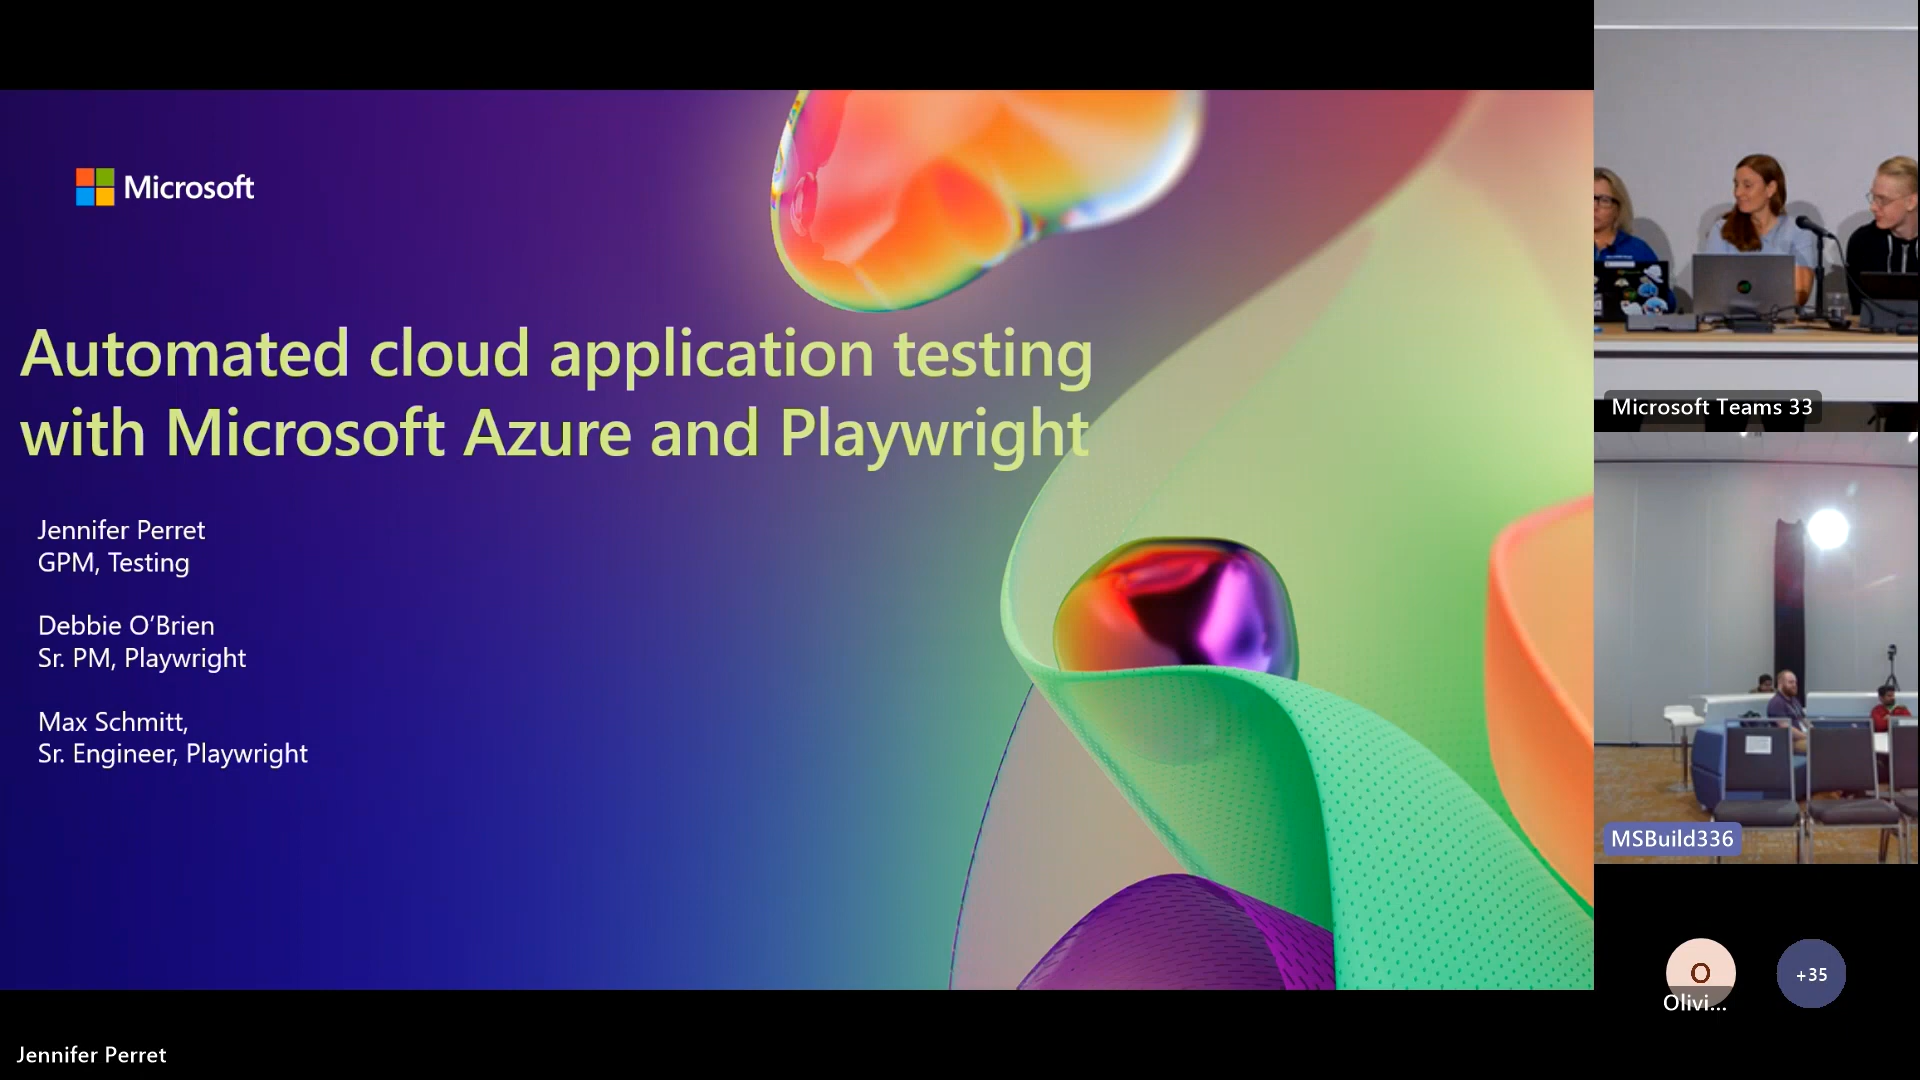 Microsoft
Automated cloud application testing
with Microsoft Azure and Playwright
Jennifer Perret
GPM, Testing
Debbie O’Brien
Sr. PM, Playwright
Max Schmitt,
Sr. Engineer, Playwright
Microsoft Teams 33
MSBuild336
O
Olivi...
+35
Jennifer Perret